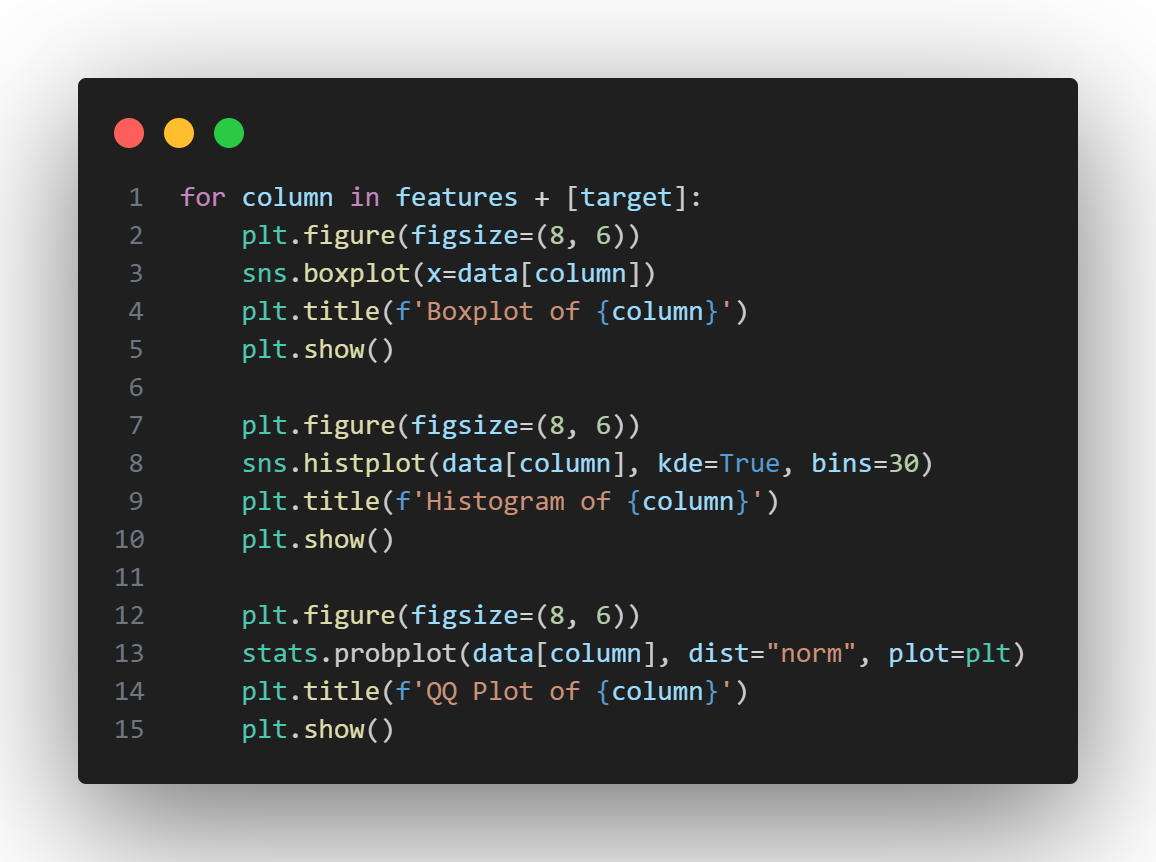 1 for column in features + [target]:
2     plt.figure(figsize=(8, 6))
3     sns.boxplot(x=data[column])
4     plt.title(f'Boxplot of {column}')
5     plt.show()
6
7     plt.figure(figsize=(8, 6))
8     sns.histplot(data[column], kde=True, bins=30)
9     plt.title(f'Histogram of {column}')
10     plt.show()
11
12     plt.figure(figsize=(8, 6))
13     stats.probplot(data[column], dist="norm", plot=plt)
14     plt.title(f'QQ Plot of {column}')
15     plt.show()